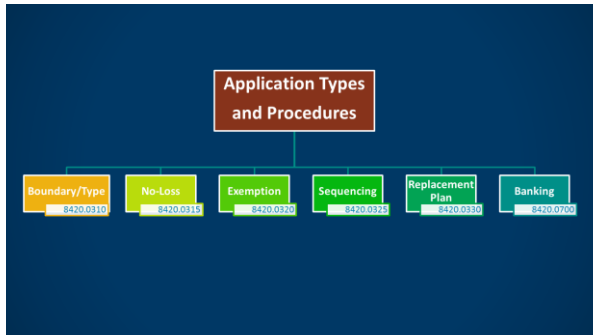 Application Types
and Procedures
Boundary/Type
8420.0310
No-Loss
8420.0315
Exemption
8420.0320
Sequencing
8420.0325
Replacement
Plan
8420.0330
Banking
8420.0700